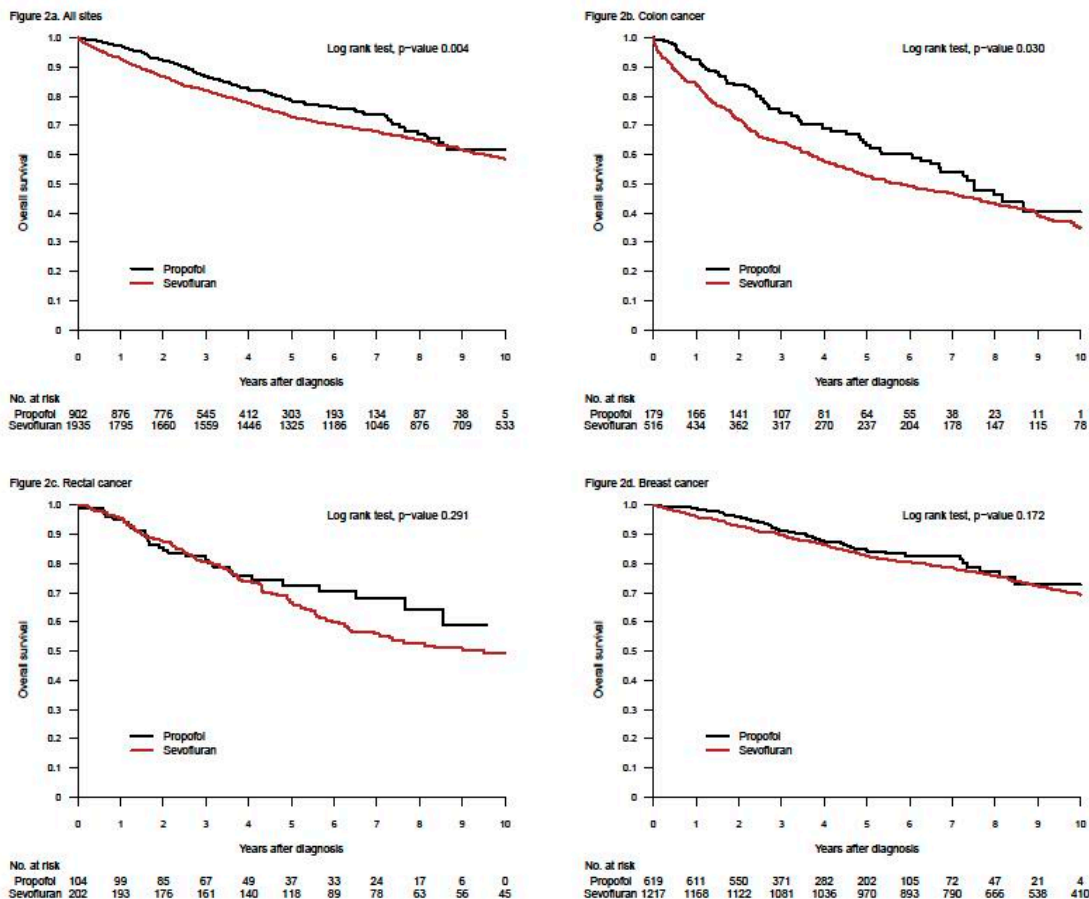 Figure 2a. All sites
Log rank test, p-value 0.004
Overall survival
1.0
0.9
0.8
0.7
0.6
0.5
0.4
0.3
0.2
0.1
0
Propofol
Sevofluran
0 1 2 3 4 5 6 7 8 9 10
Years after diagnosis
No. at risk
Propofol 902 876 776 545 412 303 193 134 87 38 5
Sevofluran 1935 1795 1660 1559 1446 1325 1186 1046 876 709 533
Figure 2b. Colon cancer
Log rank test, p-value 0.030
Overall survival
1.0
0.9
0.8
0.7
0.6
0.5
0.4
0.3
0.2
0.1
0
Propofol
Sevofluran
0 1 2 3 4 5 6 7 8 9 10
Years after diagnosis
No. at risk
Propofol 179 166 141 107 81 64 55 38 23 11 1
Sevofluran 516 434 362 317 270 237 204 178 147 115 78
Figure 2c. Rectal cancer
Log rank test, p-value 0.291
Overall survival
1.0
0.9
0.8
0.7
0.6
0.5
0.4
0.3
0.2
0.1
0
Propofol
Sevofluran
0 1 2 3 4 5 6 7 8 9 10
Years after diagnosis
No. at risk
Propofol 104 99 85 67 49 37 33 24 17 6 0
Sevofluran 202 193 176 161 140 118 89 78 63 56 45
Figure 2d. Breast cancer
Log rank test, p-value 0.172
Overall survival
1.0
0.9
0.8
0.7
0.6
0.5
0.4
0.3
0.2
0.1
0
Propofol
Sevofluran
0 1 2 3 4 5 6 7 8 9 10
Years after diagnosis
No. at risk
Propofol 619 611 550 371 282 202 105 72 47 21 4
Sevofluran 1217 1168 1122 1081 1036 970 893 790 666 538 410